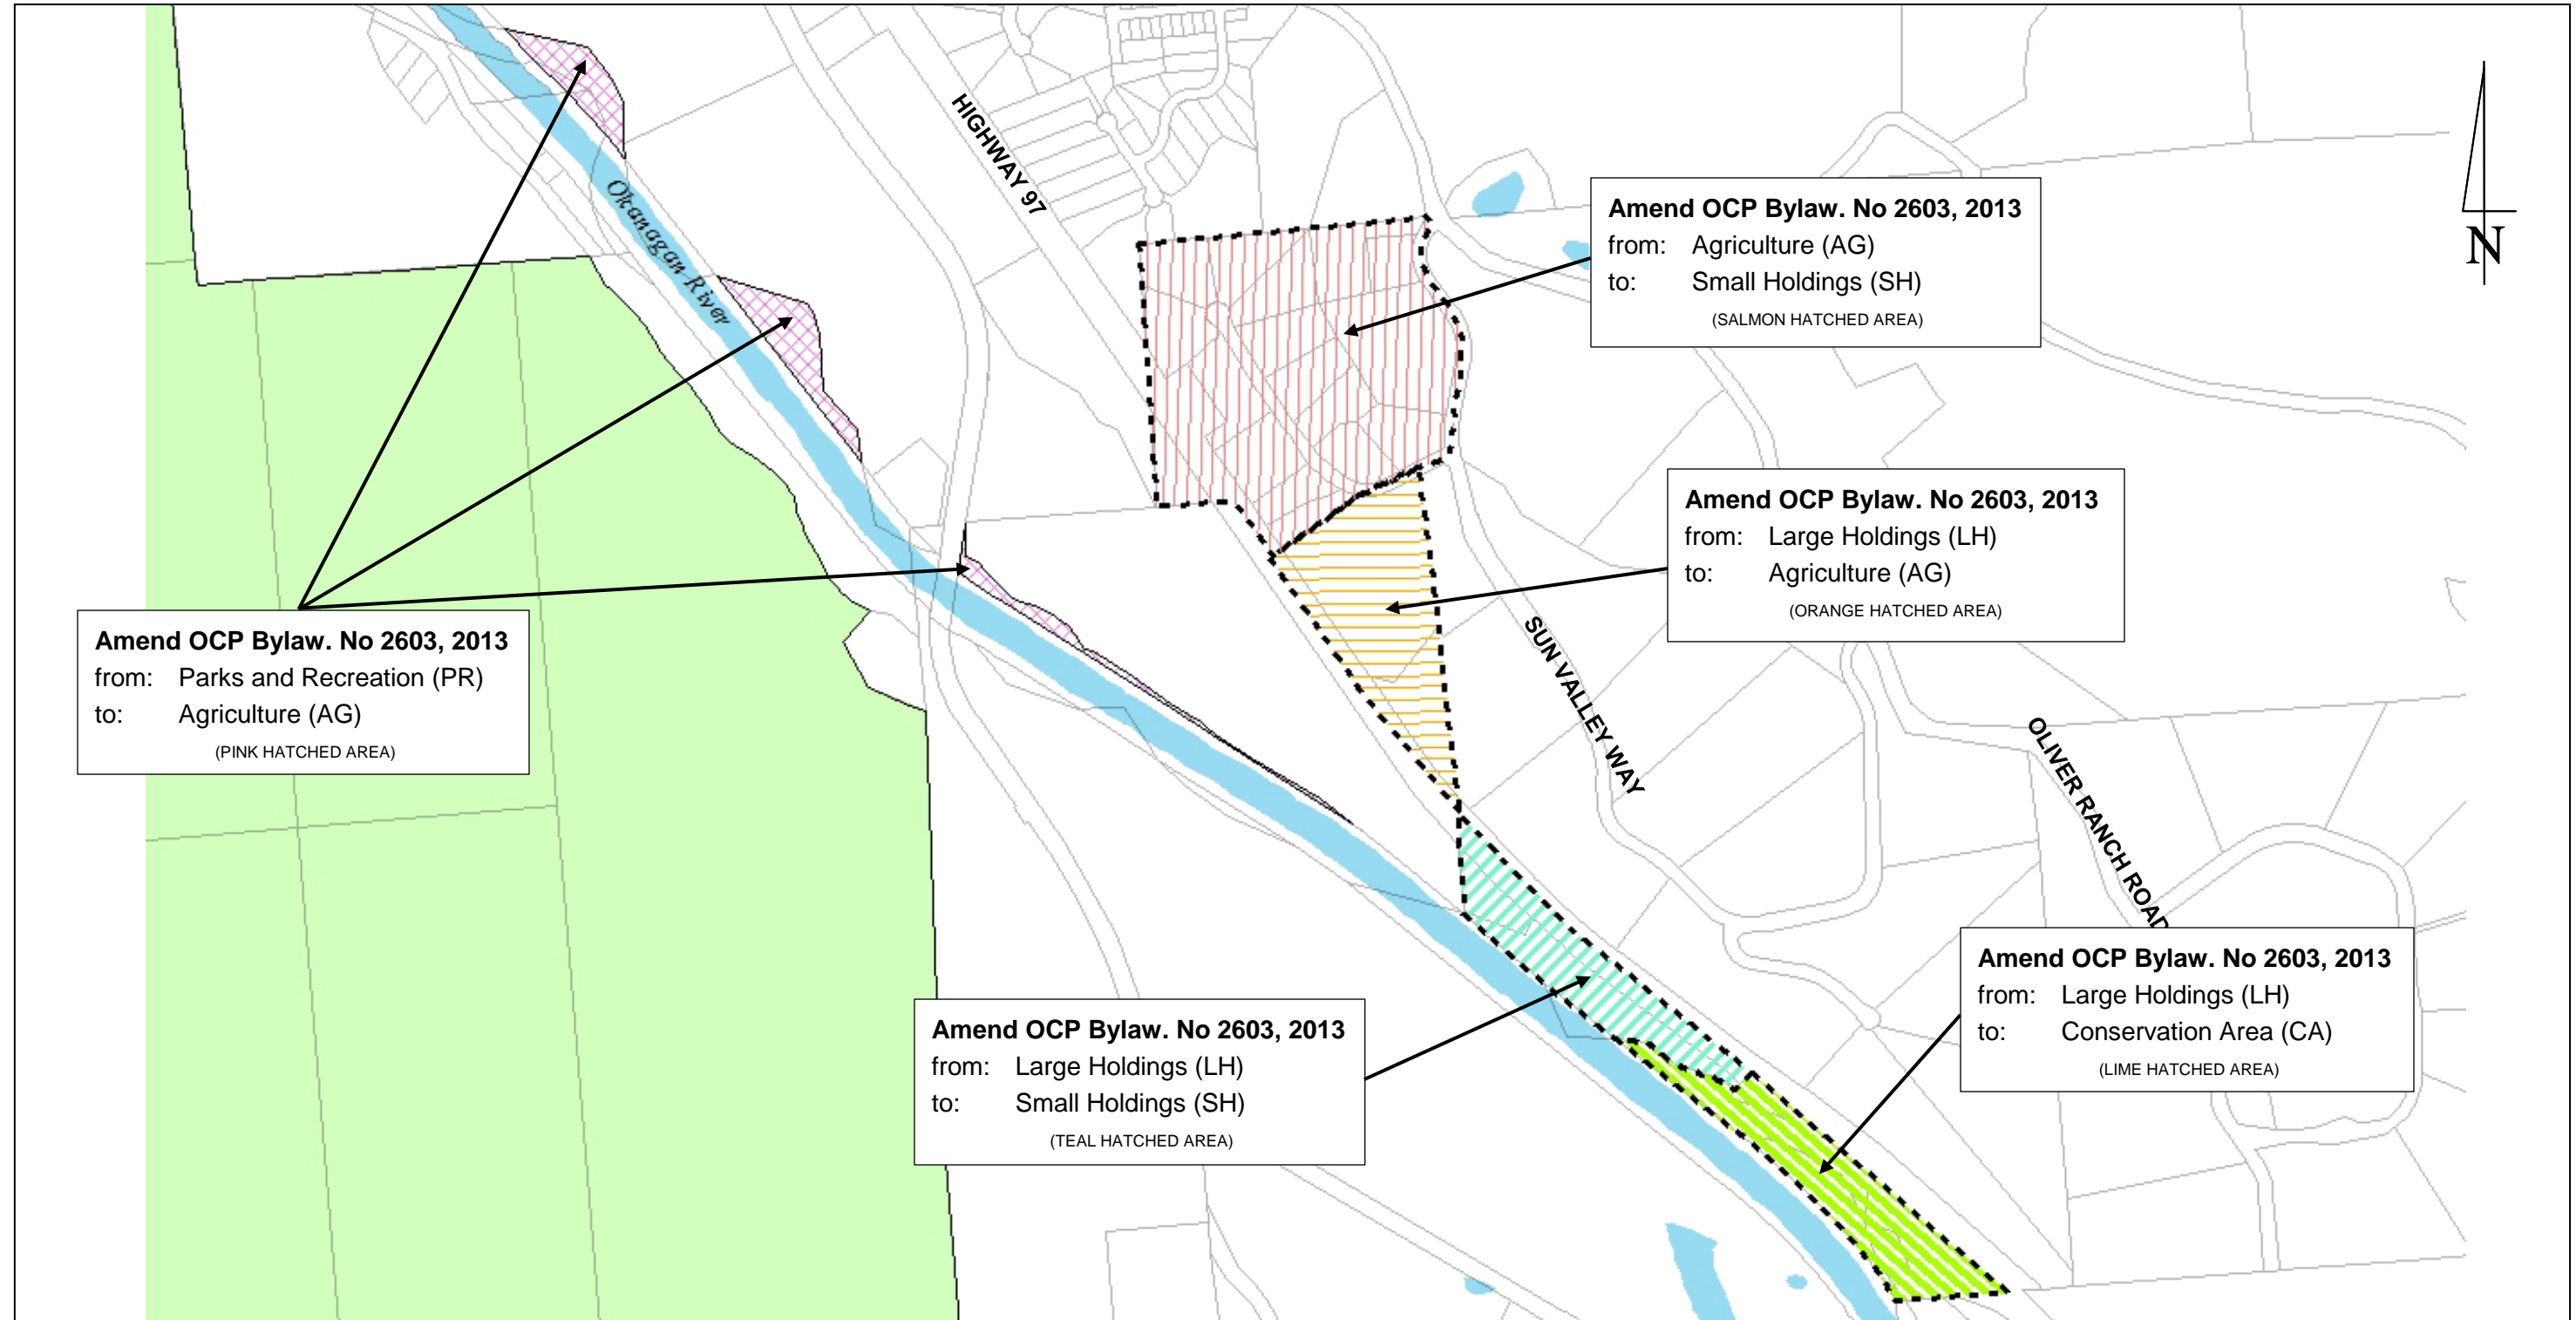 HIGHWAY 97
Okanagan River
N
Amend OCP Bylaw. No 2603, 2013
from: Agriculture (AG)
to: Small Holdings (SH)
(SALMON HATCHED AREA)
Amend OCP Bylaw. No 2603, 2013
from: Large Holdings (LH)
to: Agriculture (AG)
(ORANGE HATCHED AREA)
Amend OCP Bylaw. No 2603, 2013
from: Parks and Recreation (PR)
to: Agriculture (AG)
(PINK HATCHED AREA)
SUN VALLEY WAY
OLIVER RANCH ROAD
Amend OCP Bylaw. No 2603, 2013
from: Large Holdings (LH)
to: Conservation Area (CA)
(LIME HATCHED AREA)
Amend OCP Bylaw. No 2603, 2013
from: Large Holdings (LH)
to: Small Holdings (SH)
(TEAL HATCHED AREA)